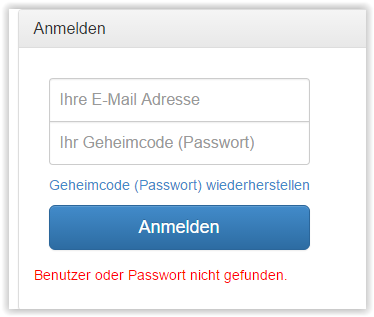 Anmelden
Ihre E-Mail Adresse
Ihr Geheimcode (Passwort)
Geheimcode (Passwort) wiederherstellen
Anmelden
Benutzer oder Passwort nicht gefunden.